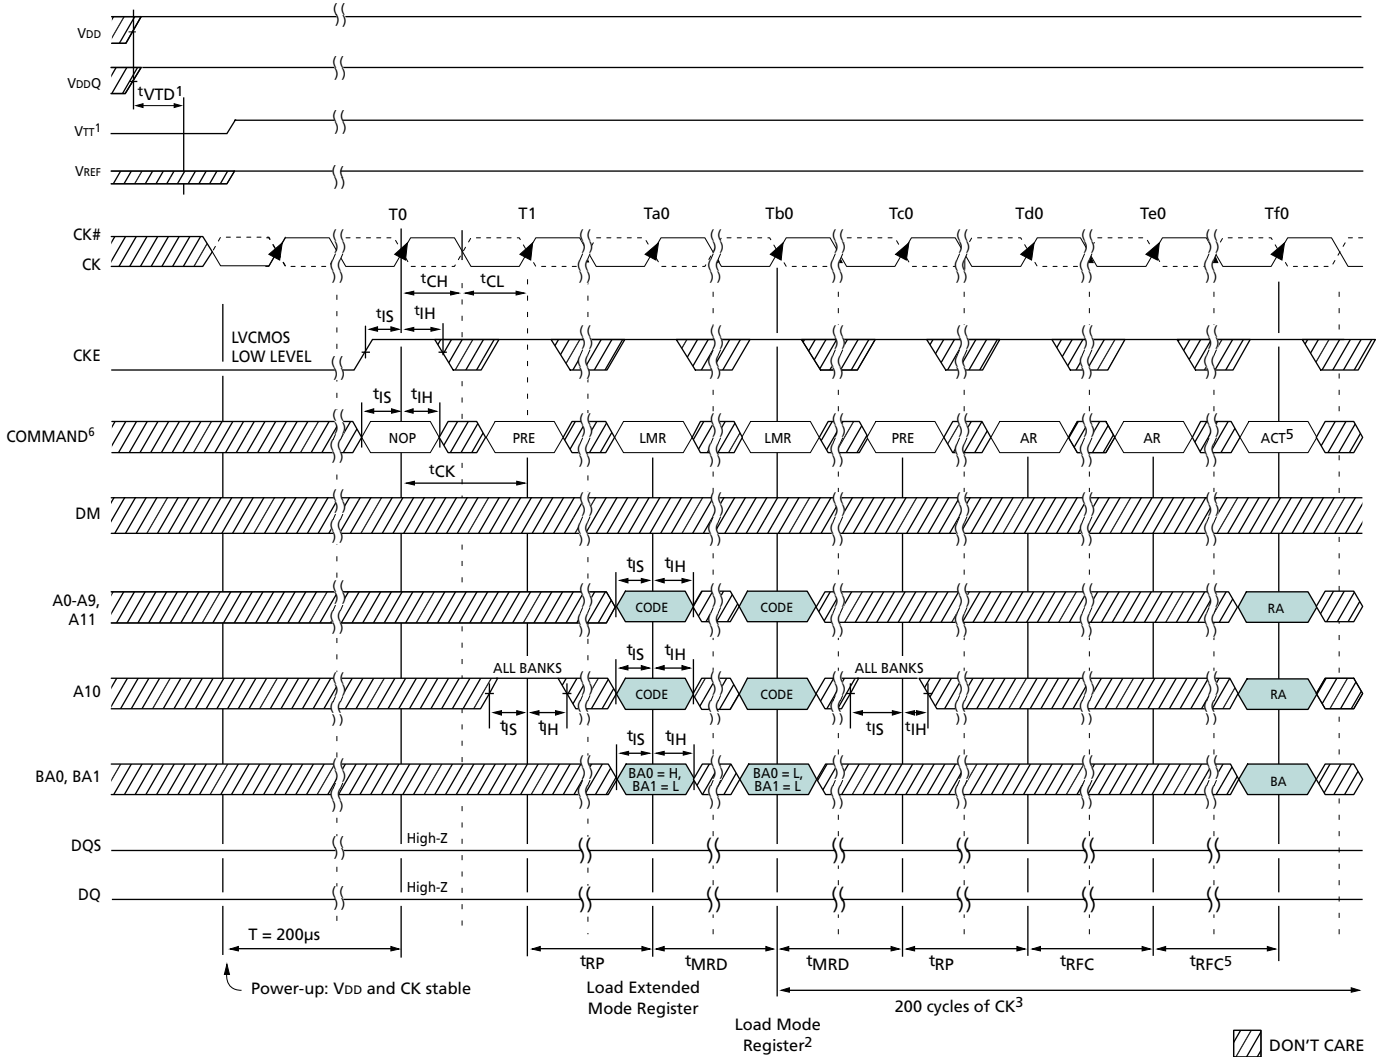 VDD
VDDQ
tVTD1
VTT1
VREF
T0 T1 Ta0 Tb0 Tc0 Td0 Te0 Tf0
CK#
CK
tCH tCL
tIS tIH
LVCMOS
LOW LEVEL
CKE
tIS tIH
COMMAND6
NOP PRE LMR LMR PRE AR AR ACT5
tCK
DM
tIS tIH
A0-A9,
A11
CODE CODE RA
ALL BANKS tIS tIH ALL BANKS
A10
CODE CODE RA
tIS tIH tIS tIH
tIS tIH
BA0, BA1
BA0 = H,
BA1 = L
BA0 = L,
BA1 = L
BA
DQS
High-Z
DQ
High-Z
T = 200µs
tRP tMRD tMRD tRP tRFC tRFC5
Power-up: VDD and CK stable
Load Extended
Mode Register
200 cycles of CK3
Load Mode
Register2
DON'T CARE